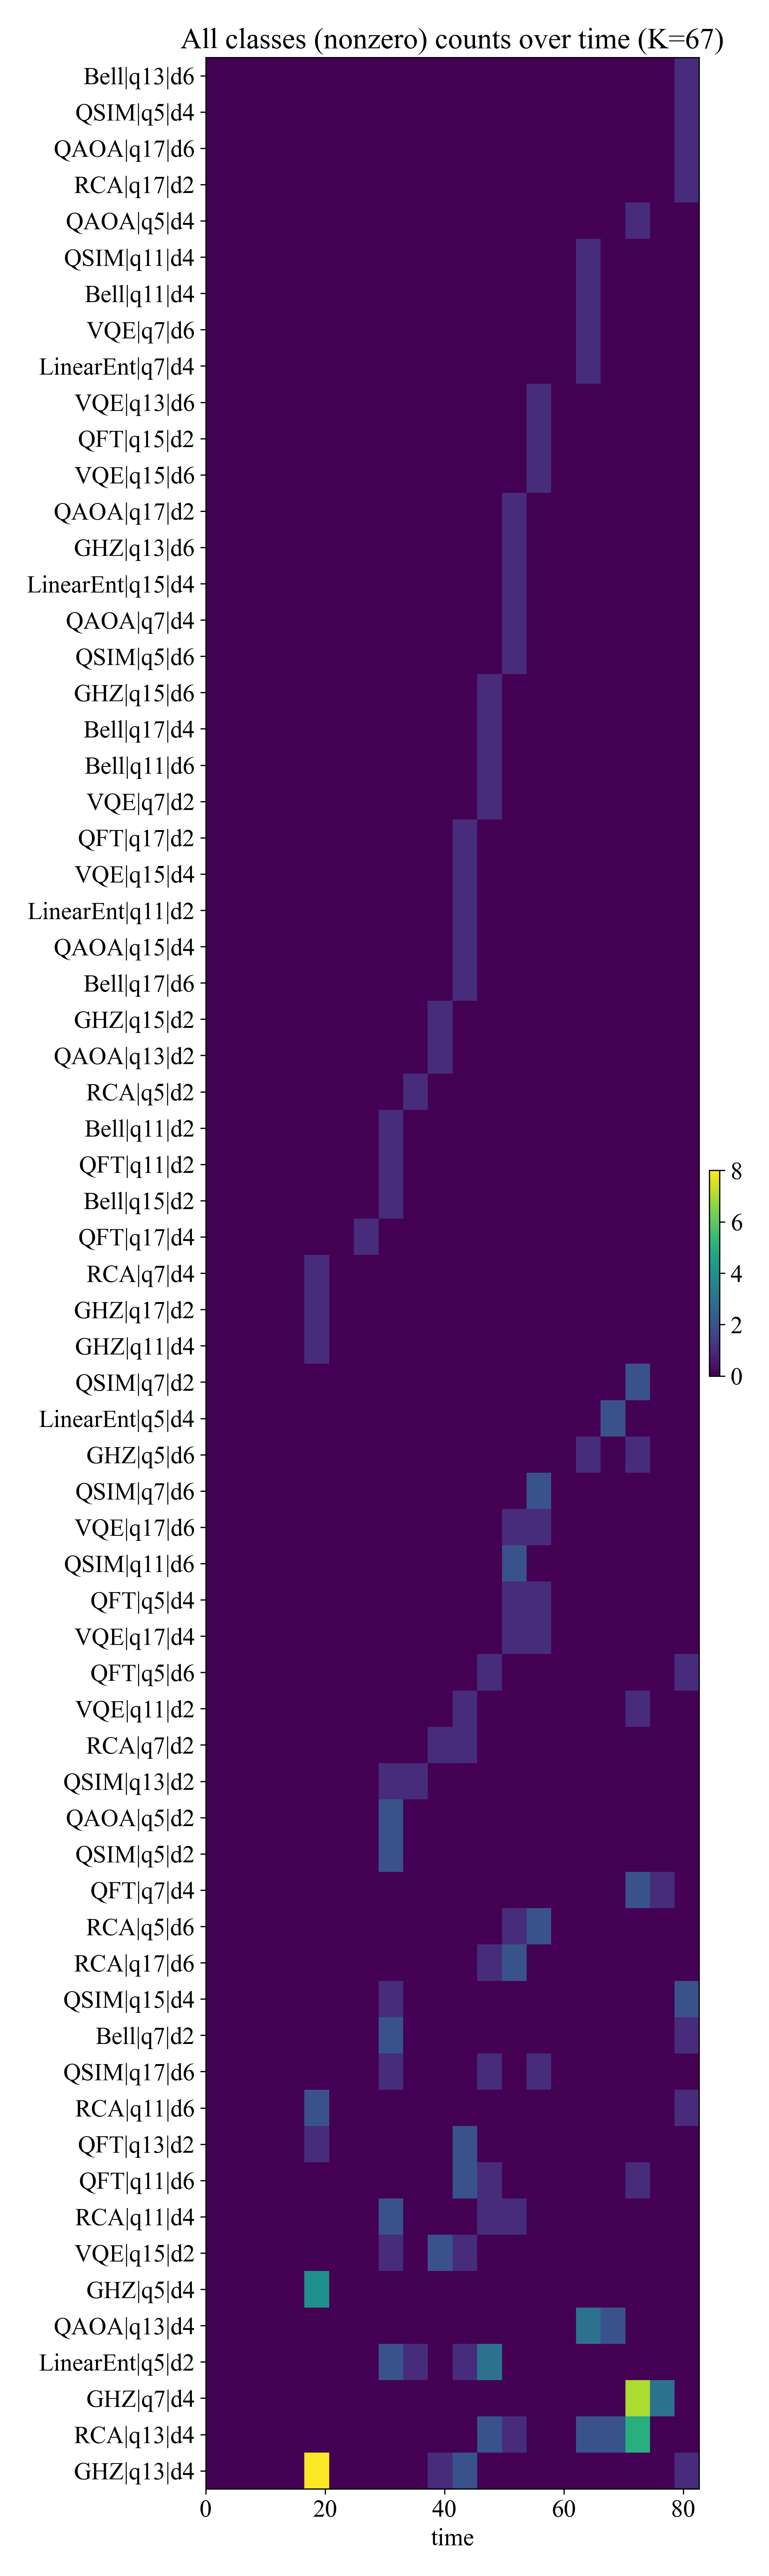 All classes (nonzero) counts over time (K=67)
Bell|q13|d6
QSIM|q5|d4
QAOA|q17|d6
RCA|q17|d2
QAOA|q5|d4
QSIM|q11|d4
Bell|q11|d4
VQE|q7|d6
LinearEnt|q7|d4
VQE|q13|d6
QFT|q15|d2
VQE|q15|d6
QAOA|q17|d2
GHZ|q13|d6
LinearEnt|q15|d4
QAOA|q7|d4
QSIM|q5|d6
GHZ|q15|d6
Bell|q17|d4
Bell|q11|d6
VQE|q7|d2
QFT|q17|d2
VQE|q15|d4
LinearEnt|q11|d2
QAOA|q15|d4
Bell|q17|d6
GHZ|q15|d2
QAOA|q13|d2
RCA|q5|d2
Bell|q11|d2
QFT|q11|d2
Bell|q15|d2
QFT|q17|d4
RCA|q7|d4
GHZ|q17|d2
GHZ|q11|d4
QSIM|q7|d2
LinearEnt|q5|d4
GHZ|q5|d6
QSIM|q7|d6
VQE|q17|d6
QSIM|q11|d6
QFT|q5|d4
VQE|q17|d4
QFT|q5|d6
VQE|q11|d2
RCA|q7|d2
QSIM|q13|d2
QAOA|q5|d2
QSIM|q5|d2
QFT|q7|d4
RCA|q5|d6
RCA|q17|d6
QSIM|q15|d4
Bell|q7|d2
QSIM|q17|d6
RCA|q11|d6
QFT|q13|d2
QFT|q11|d6
RCA|q11|d4
VQE|q15|d2
GHZ|q5|d4
QAOA|q13|d4
LinearEnt|q5|d2
GHZ|q7|d4
RCA|q13|d4
GHZ|q13|d4
0 20 40 60 80
time
8
6
4
2
0